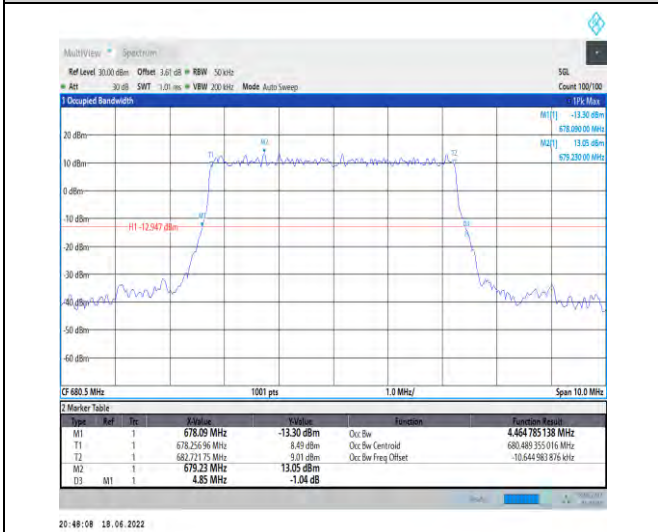 MultiView Spectrum
Ref Level 30.00 dBm Offset 3.61 dB RBW 50 kHz SGL
Att 30 dB SWT 1.01 ms VBW 200 kHz Mode Auto Sweep Count 100/100
1 Occupied Bandwidth 1Pk Max
M1[1] -13.30 dBm
678.090 00 MHz
M2[1] 13.05 dBm
679.230 00 MHz
20 dBm
M2
T1 T2
10 dBm
0 dBm
-10 dBm
M1 D3
H1 -12.947 dBm
-20 dBm
-30 dBm
-40 dBm
-50 dBm
-60 dBm
CF 680.5 MHz 1001 pts 1.0 MHz/ Span 10.0 MHz
2 Marker Table
Type Ref Trc X-Value Y-Value Function Function Result
M1 1 678.09 MHz -13.30 dBm Occ Bw 4.464 785 138 MHz
T1 1 678.256 96 MHz 8.49 dBm Occ Bw Centroid 680.489 355 016 MHz
T2 1 682.721 75 MHz 9.01 dBm Occ Bw Freq Offset -10.644 983 876 kHz
M2 1 679.23 MHz 13.05 dBm
D3 M1 1 4.85 MHz -1.04 dB
20:48:08 18.06.2022